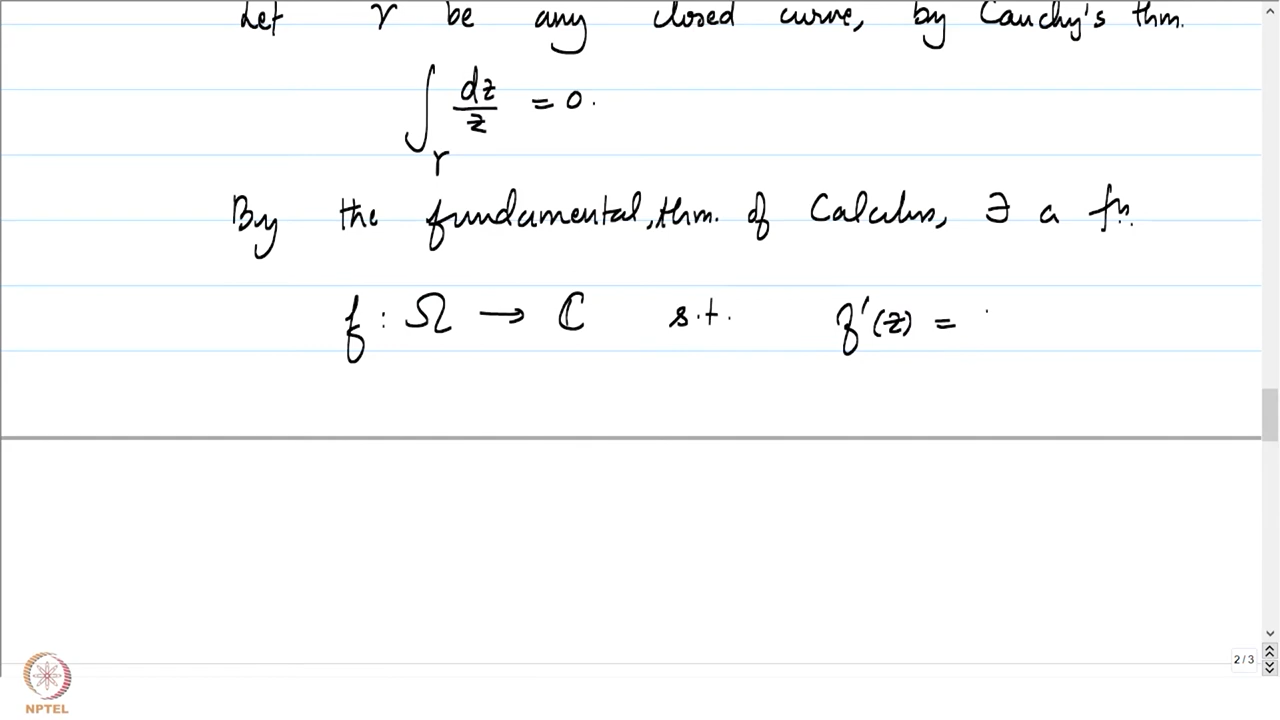 Let γ be any closed curve, by Cauchy's thm.
∫_γ dz/z = 0.
By the fundamental thm. of Calculus, ∃ a fn.
f : Ω → ℂ s.t. f'(z) =
2 / 3
NPTEL